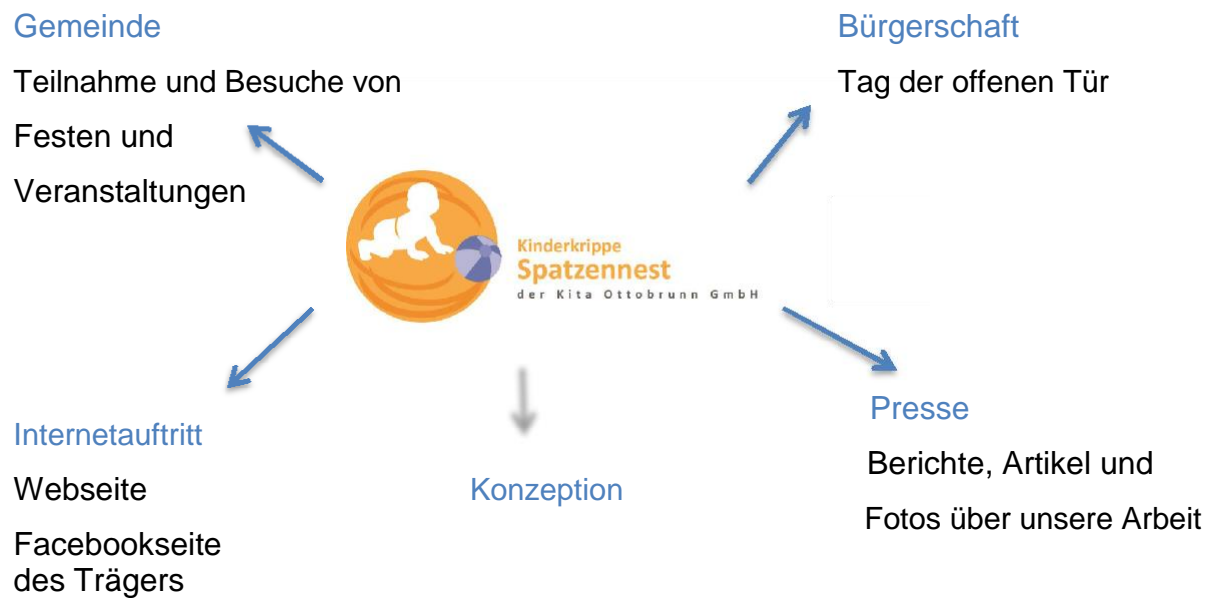 Gemeinde
Teilnahme und Besuche von
Festen und
Veranstaltungen
Bürgerschaft
Tag der offenen Tür
Kinderkrippe
Spatzennest
der Kita Ottobrunn GmbH
Internetauftritt
Webseite
Facebookseite
des Trägers
Konzeption
Presse
Berichte, Artikel und
Fotos über unsere Arbeit